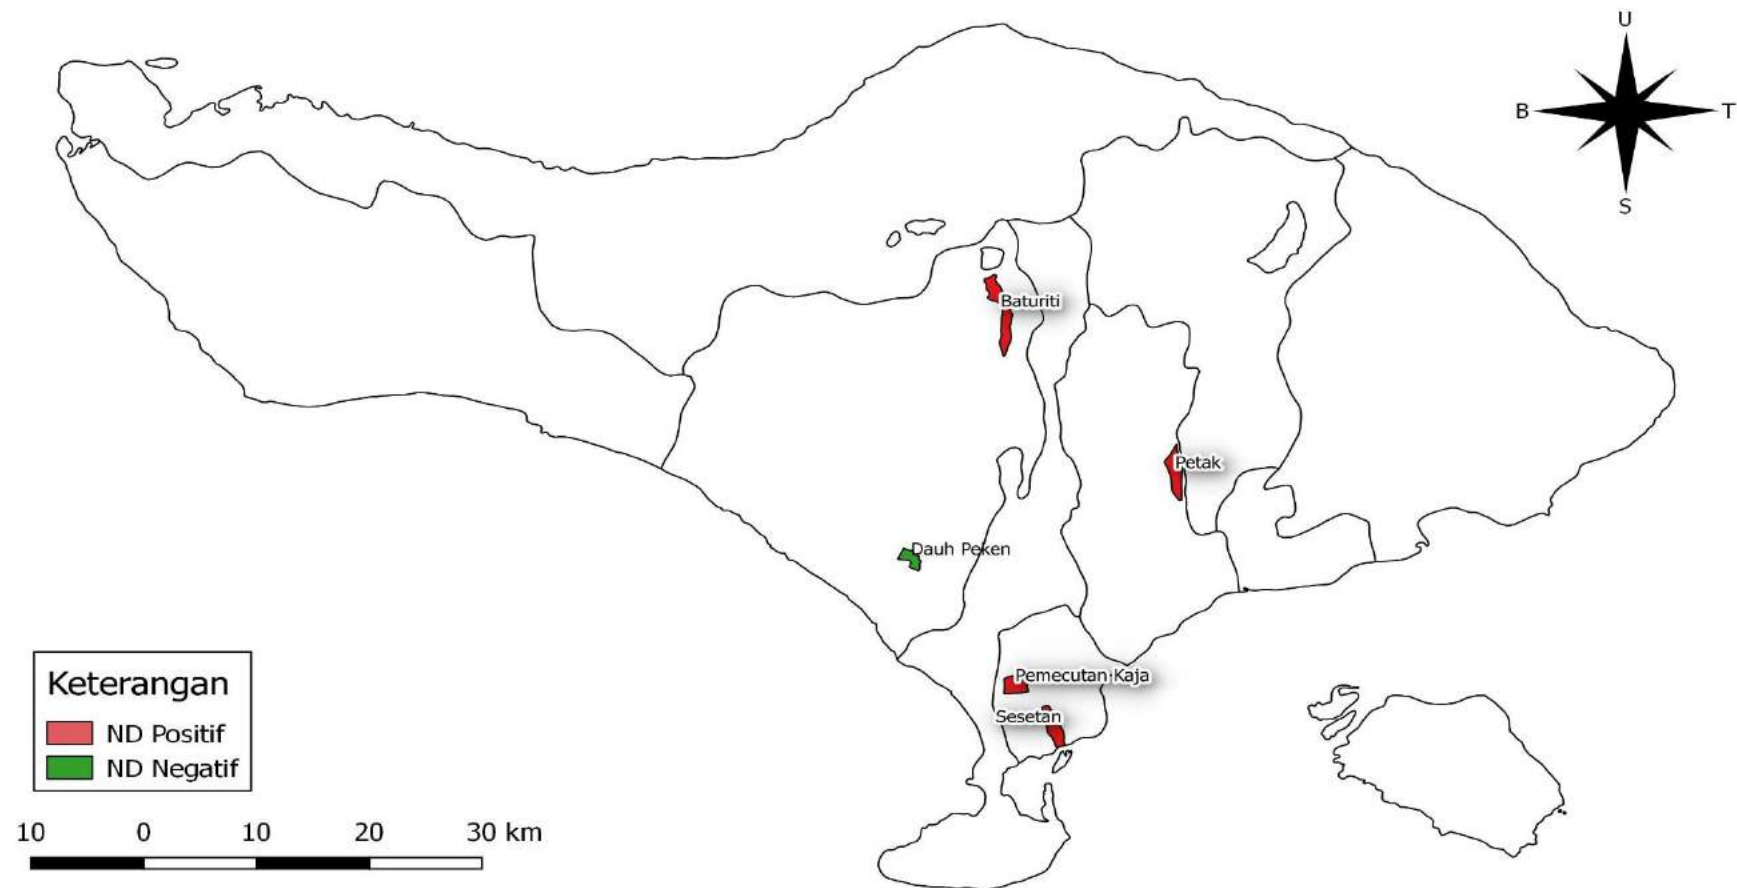 U
B
T
S
Baturiti
Petak
Dauh Peken
Pemecutan Kaja
Sesetan
Keterangan
ND Positif
ND Negatif
10 0 10 20 30 km